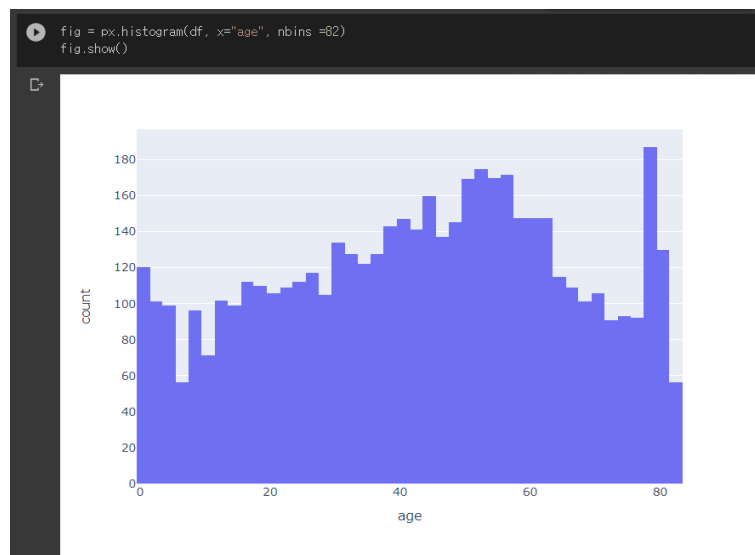 fig = px.histogram(df, x="age", nbins =82)
fig.show()
180
160
140
120
100
80
60
40
20
0
count
0 20 40 60 80
age